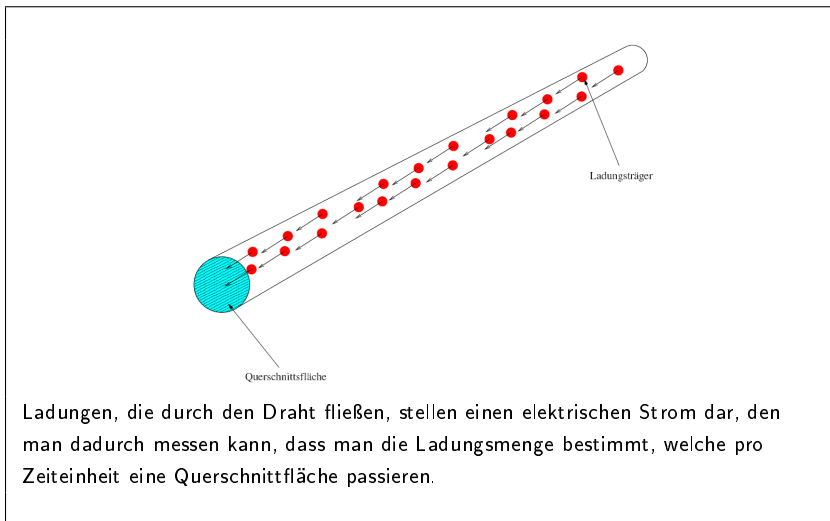 Ladungsträger
Querschnittsfläche
Ladungen, die durch den Draht fließen, stellen einen elektrischen Strom dar, den
man dadurch messen kann, dass man die Ladungsmenge bestimmt, welche pro
Zeiteinheit eine Querschnittfläche passieren.